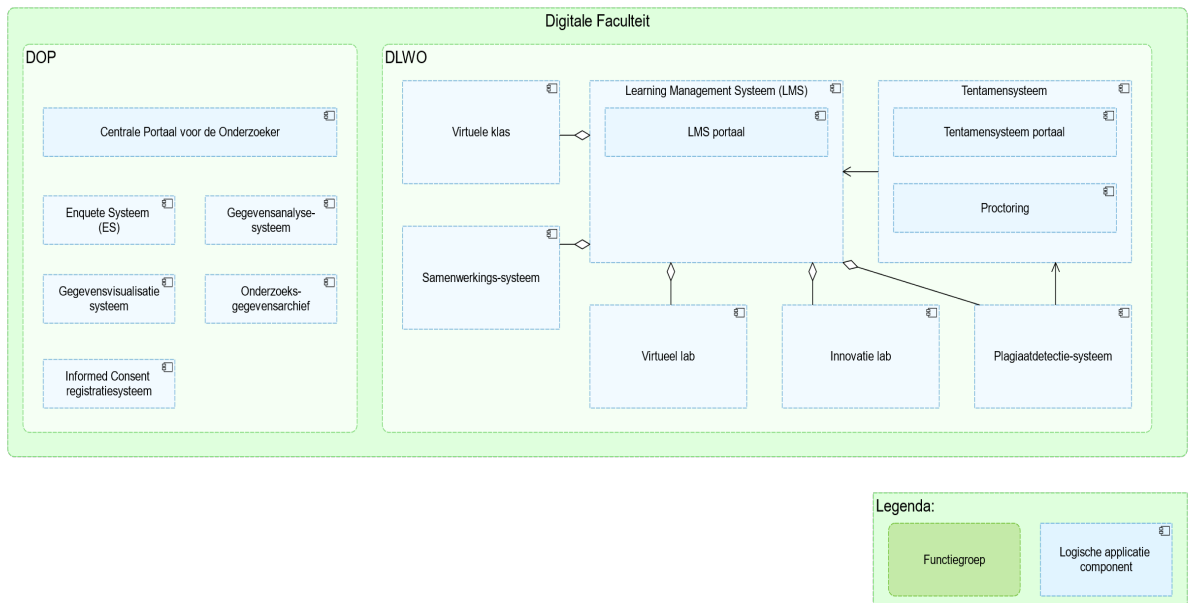 Digitale Faculteit
DOP
Centrale Portaal voor de Onderzoeker
Enquete Systeem
(ES)
Gegevensanalyse-
systeem
Gegevensvisualisatie
systeem
Onderzoeks-
gegevensarchief
Informed Consent
registratiesysteem
DLWO
Virtuele klas
Learning Management Systeem (LMS)
LMS portaal
Tentamensysteem
Tentamensysteem portaal
Proctoring
Samenwerkings-systeem
Virtueel lab
Innovatie lab
Plagiaatdetectie-systeem
Legenda:
Functiegroep
Logische applicatie
component